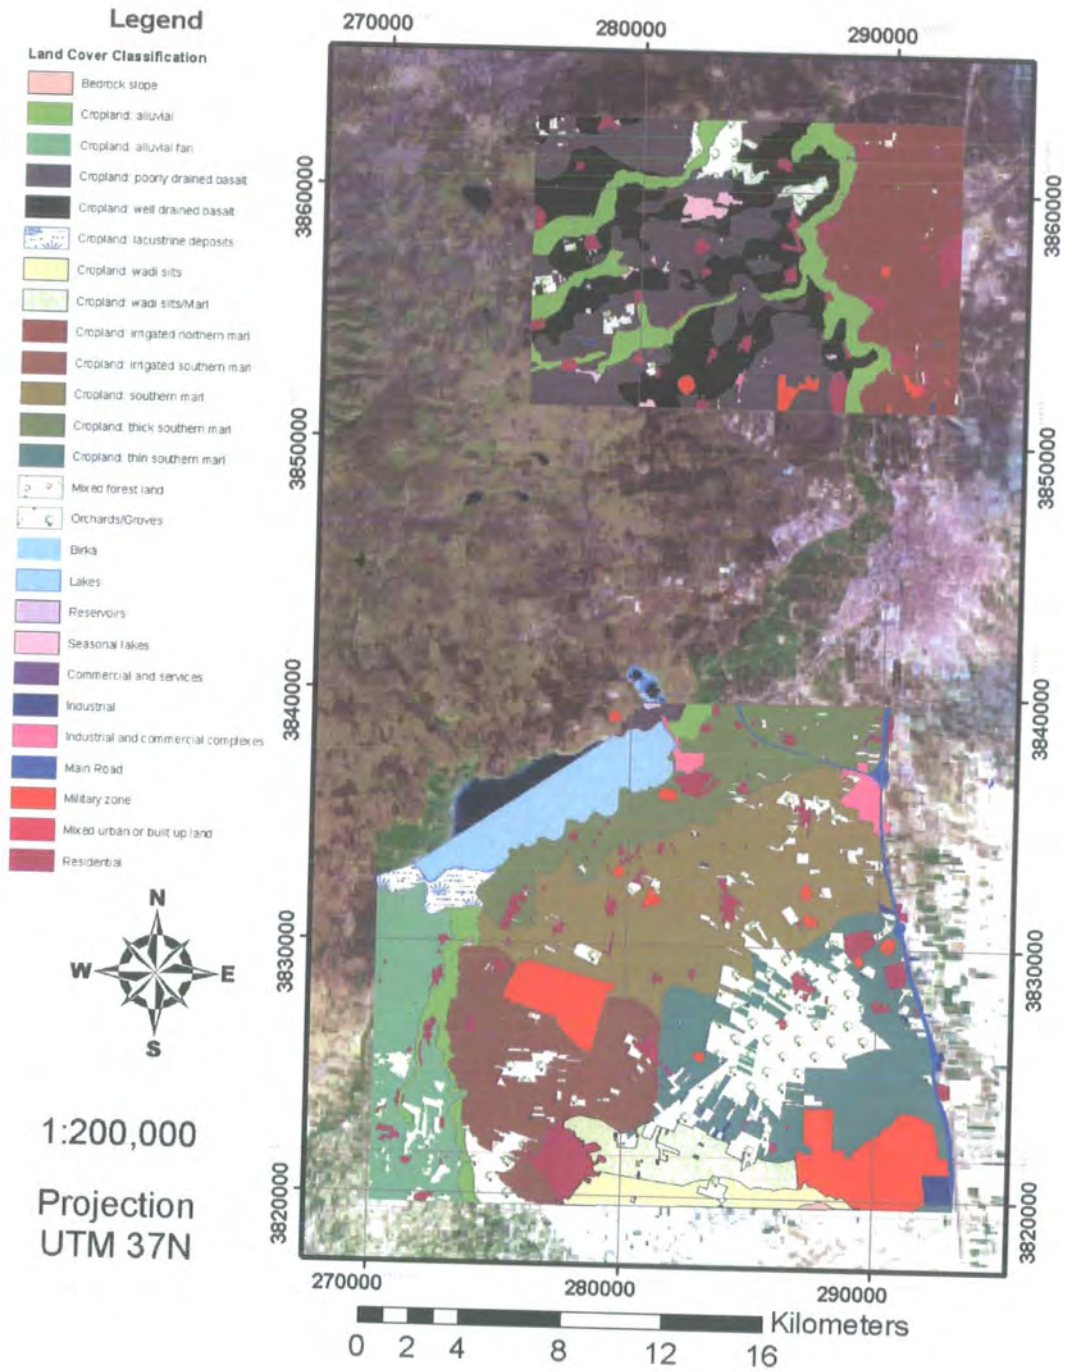 Legend
Land Cover Classification
Bedrock slope
Cropland: alluvial
Cropland: alluvial fan
Cropland: poorly drained basalt
Cropland: well drained basalt
Cropland: lacustrine deposits
Cropland: wadi silts
Cropland: wadi silts/Marl
Cropland: irrigated northern marl
Cropland: irrigated southern marl
Cropland: southern marl
Cropland: thick southern marl
Cropland: thin southern marl
Mixed forest land
Orchards/Groves
Birka
Lakes
Reservoirs
Seasonal lakes
Commercial and services
Industrial
Industrial and commercial complexes
Main Road
Military zone
Mixed urban or built up land
Residential
N
W E
S
1:200,000
Projection
UTM 37N
270000 280000 290000
3860000 3860000
3850000 3850000
3840000 3840000
3830000 3830000
3820000 3820000
270000 280000 290000
Kilometers
0 2 4 8 12 16